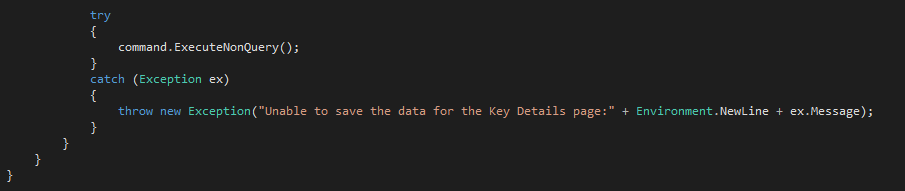 try
{
command.ExecuteNonQuery();
}
catch (Exception ex)
{
throw new Exception("Unable to save the data for the Key Details page:" + Environment.NewLine + ex.Message);
}
}
}
}